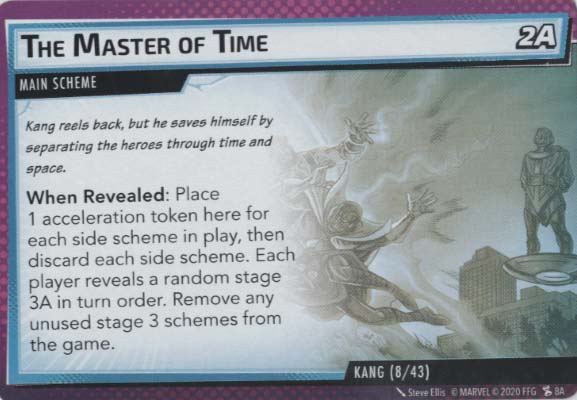 THE MASTER OF TIME
2A
MAIN SCHEME
Kang reels back, but he saves himself by
separating the heroes through time and
space.
When Revealed: Place
1 acceleration token here for
each side scheme in play, then
discard each side scheme. Each
player reveals a random stage
3A in turn order. Remove any
unused stage 3 schemes from
the game.
KANG (8/43)
Steve Ellis © MARVEL © 2020 FFG 8A